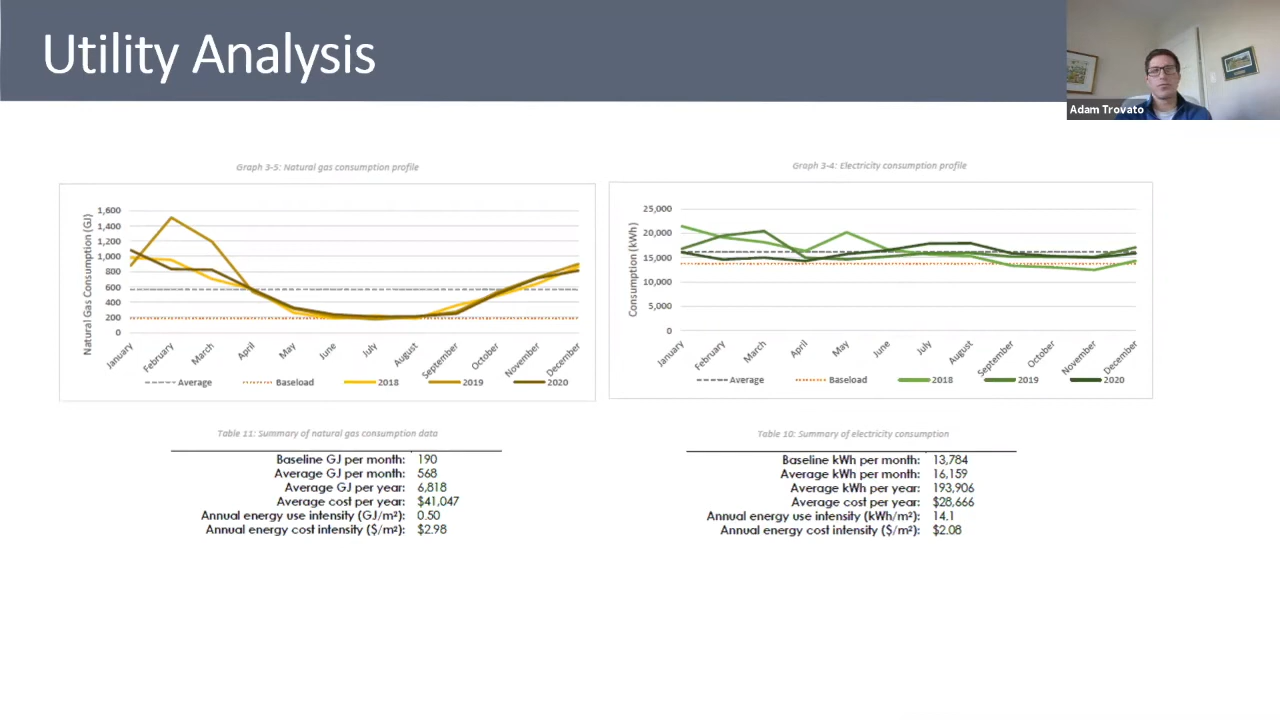 Utility Analysis
Adam Trovato
Graph 3-5: Natural gas consumption profile
Natural Gas Consumption (GJ)
1,600
1,400
1,200
1,000
800
600
400
200
0
January
February
March
April
May
June
July
August
September
October
November
December
Average
Baseload
2018
2019
2020
Graph 3-4: Electricity consumption profile
Consumption (kWh)
25,000
20,000
15,000
10,000
5,000
0
January
February
March
April
May
June
July
August
September
October
November
December
Average
Baseload
2018
2019
2020
Table 11: Summary of natural gas consumption data
Baseline GJ per month: 190
Average GJ per month: 568
Average GJ per year: 6,818
Average cost per year: $41,047
Annual energy use intensity (GJ/m²): 0.50
Annual energy cost intensity ($/m²): $2.98
Table 10: Summary of electricity consumption
Baseline kWh per month: 13,784
Average kWh per month: 16,159
Average kWh per year: 193,906
Average cost per year: $28,666
Annual energy use intensity (kWh/m²): 14.1
Annual energy cost intensity ($/m²): $2.08